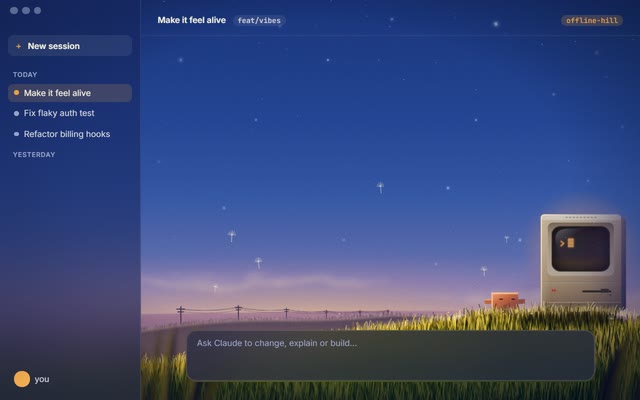 + New session
TODAY
Make it feel alive
Fix flaky auth test
Refactor billing hooks
YESTERDAY
you
Make it feel alive feat/vibes
offline-hill
Ask Claude to change, explain or build...